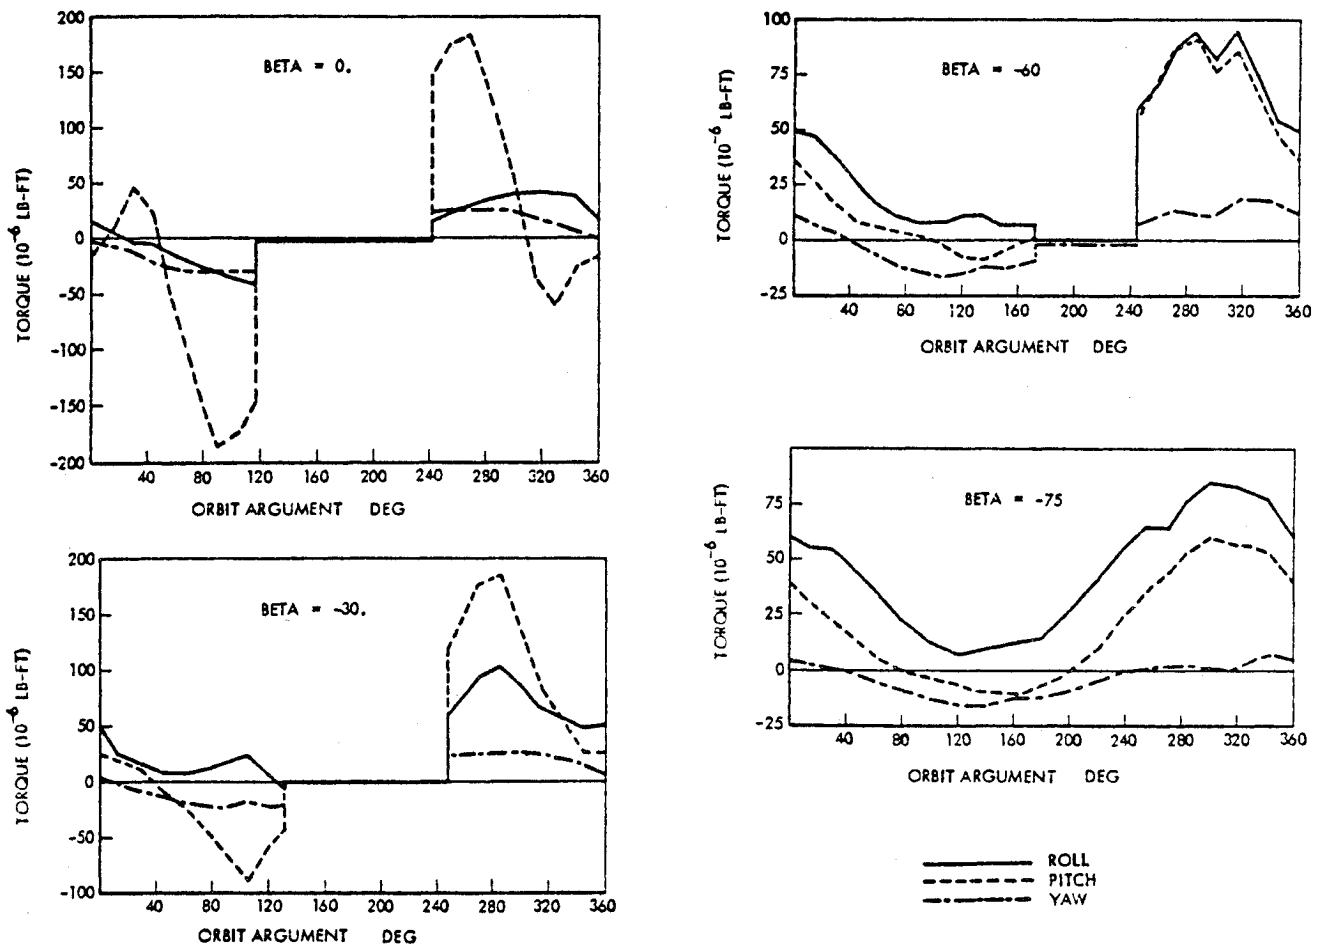 200
150
100
50
0
-50
-100
-150
-200
TORQUE (10⁻⁶ LB-FT)
BETA = 0.
40 80 120 160 200 240 280 320 360
ORBIT ARGUMENT DEG
100
75
50
25
0
-25
TORQUE (10⁻⁶ LB-FT)
BETA = -60
40 80 120 160 200 240 280 320 360
ORBIT ARGUMENT DEG
200
150
100
50
0
-50
-100
TORQUE (10⁻⁶ LB-FT)
BETA = -30.
40 80 120 160 200 240 280 320 360
ORBIT ARGUMENT DEG
75
50
25
0
-25
TORQUE (10⁻⁶ LB-FT)
BETA = -75
40 80 120 160 200 240 280 320 360
ORBIT ARGUMENT DEG
ROLL
PITCH
YAW